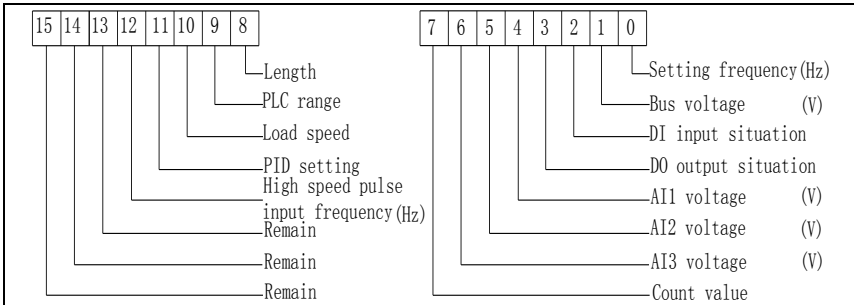 15 14 13 12 11 10 9 8
Length
PLC range
Load speed
PID setting
High speed pulse
input frequency(Hz)
Remain
Remain
Remain
7 6 5 4 3 2 1 0
Setting frequency(Hz)
Bus voltage (V)
DI input situation
DO output situation
AI1 voltage (V)
AI2 voltage (V)
AI3 voltage (V)
Count value